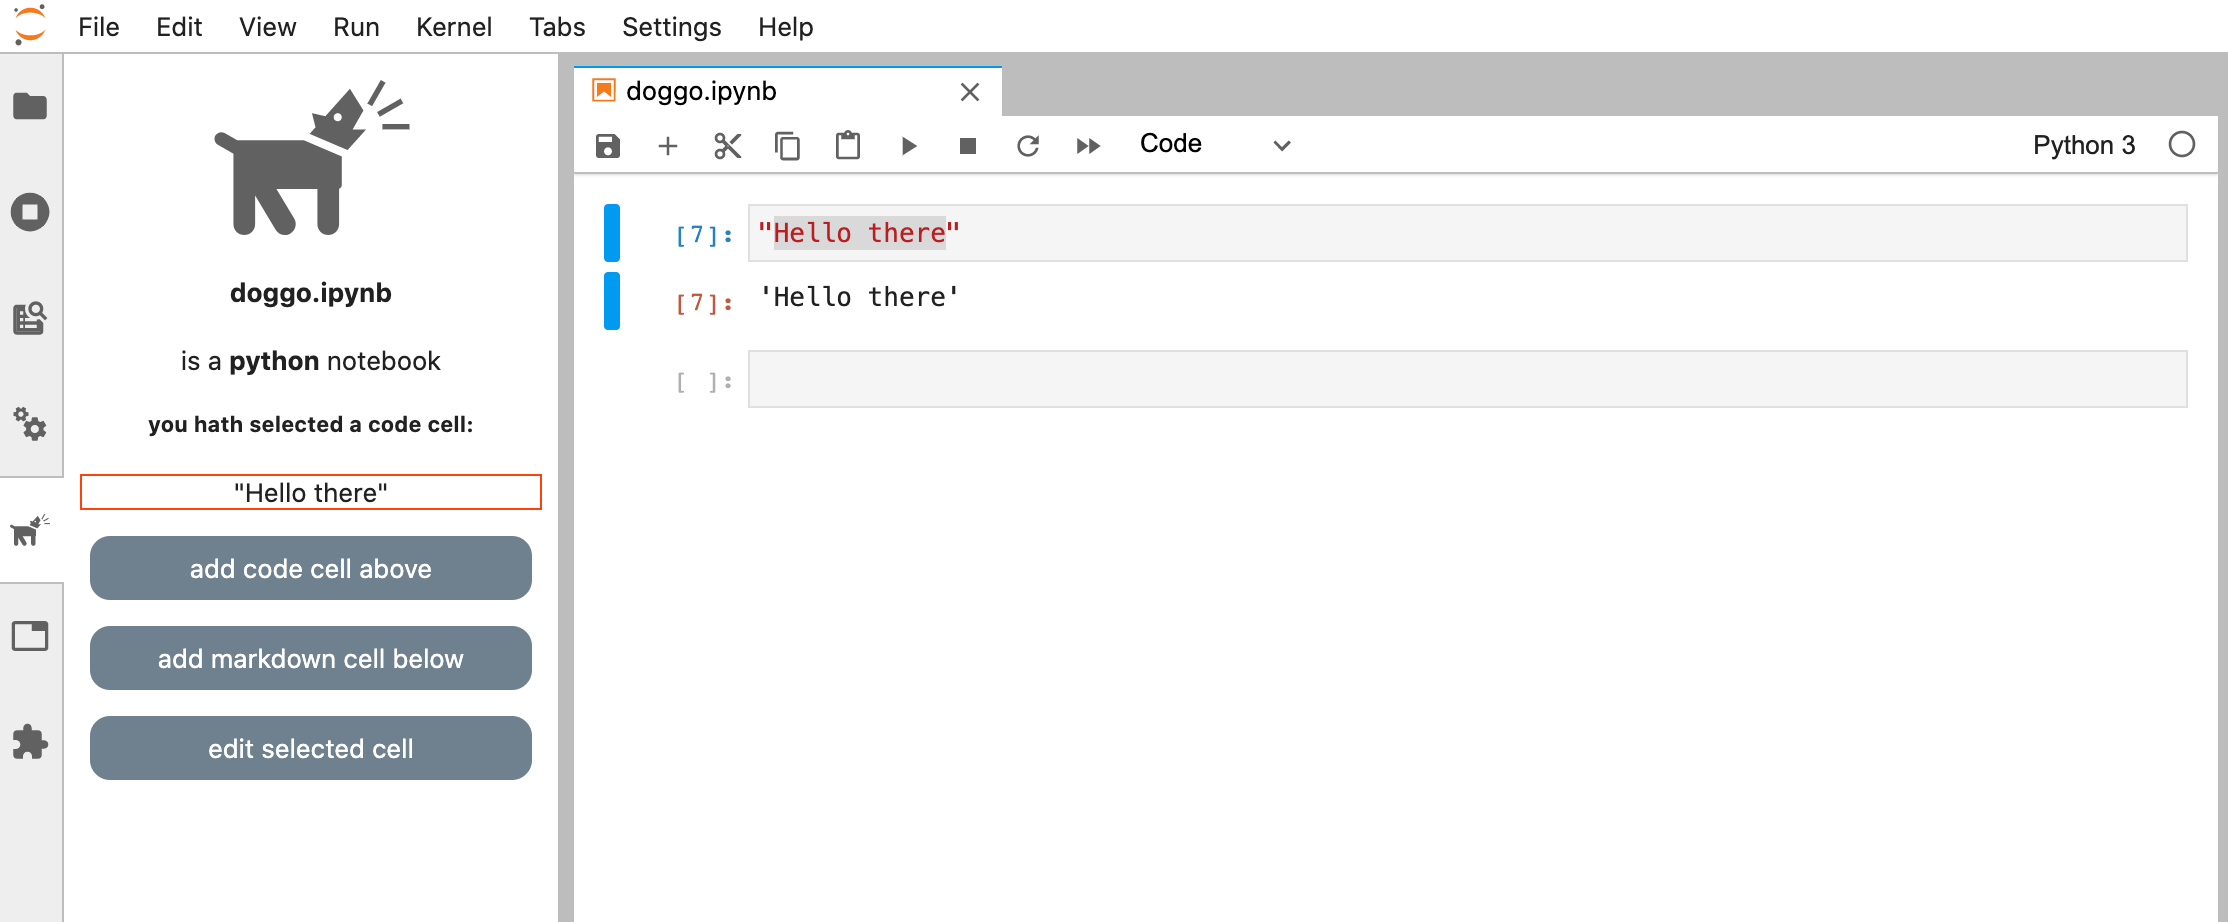 File Edit View Run Kernel Tabs Settings Help
doggo.ipynb
is a python notebook
you hath selected a code cell:
"Hello there"
add code cell above
add markdown cell below
edit selected cell
doggo.ipynb
Code Python 3
[7]: "Hello there"
[7]: 'Hello there'
[ ]: